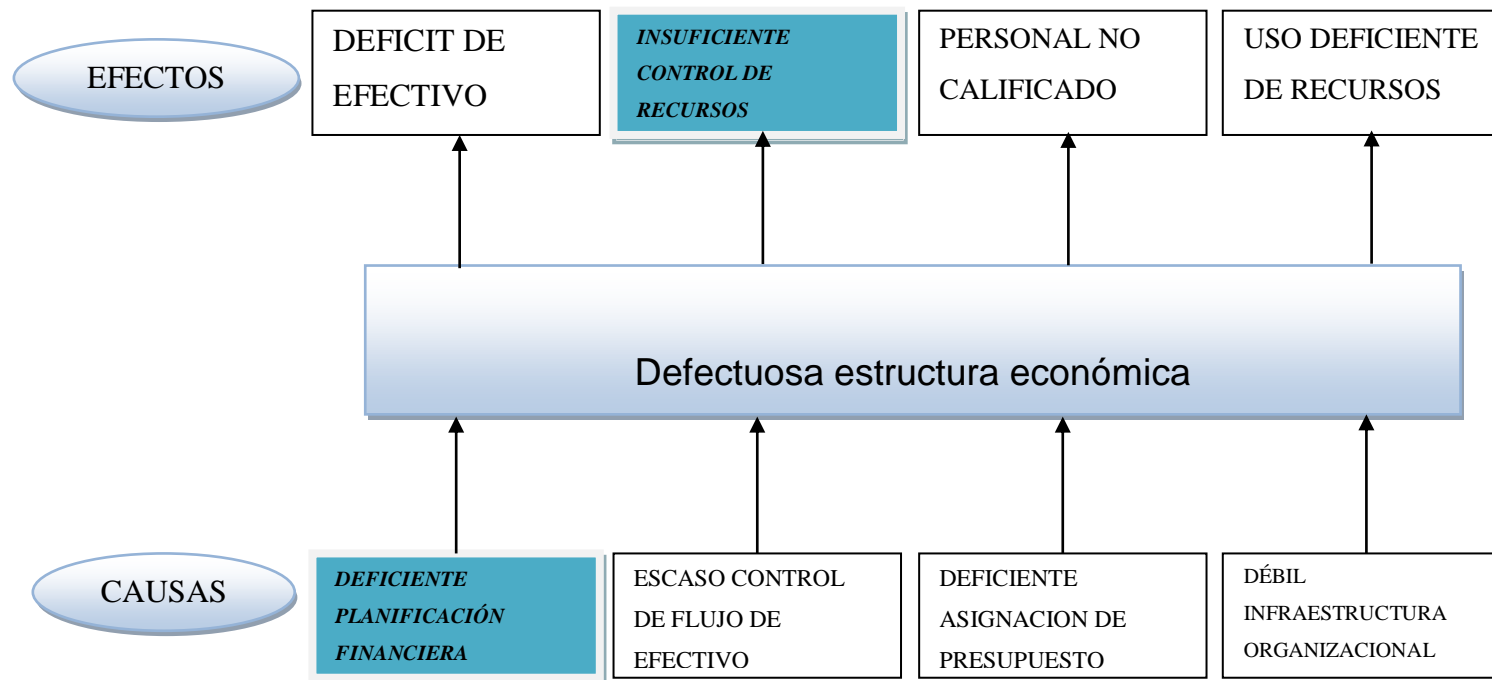 EFECTOS
DEFICIT DE
EFECTIVO
INSUFICIENTE
CONTROL DE
RECURSOS
PERSONAL NO
CALIFICADO
USO DEFICIENTE
DE RECURSOS
Defectuosa estructura económica
CAUSAS
DEFICIENTE
PLANIFICACIÓN
FINANCIERA
ESCASO CONTROL
DE FLUJO DE
EFECTIVO
DEFICIENTE
ASIGNACION DE
PRESUPUESTO
DÉBIL
INFRAESTRUCTURA
ORGANIZACIONAL